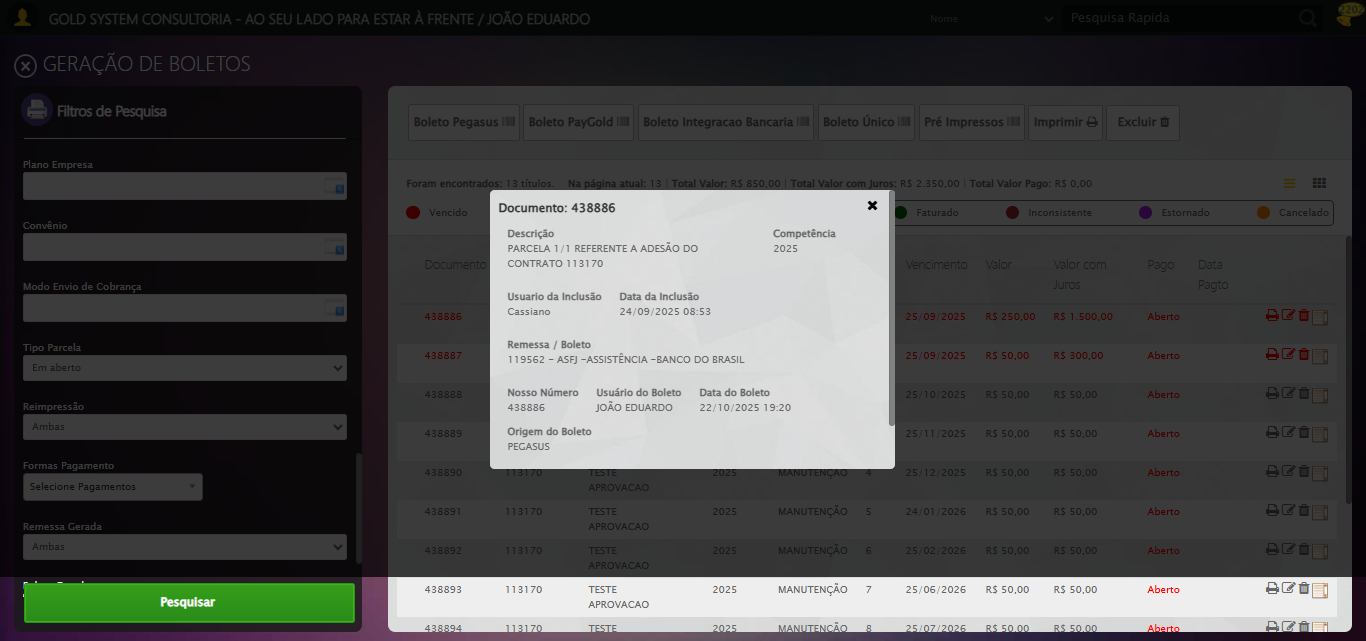 GOLD SYSTEM CONSULTORIA - AO SEU LADO PARA ESTAR À FRENTE / JOÃO EDUARDO
Nome
Pesquisa Rapida
2202
GERAÇÃO DE BOLETOS
Filtros de Pesquisa
Plano Empresa
Convênio
Modo Envio de Cobrança
Tipo Parcela
Em aberto
Reimpressão
Ambas
Formas Pagamento
Selecione Pagamentos
Remessa Gerada
Ambas
Pesquisar
Boleto Pegasus
Boleto PayGold
Boleto Integracao Bancaria
Boleto Único
Pré Impressos
Imprimir
Excluir
Foram encontrados: 13 títulos. Na página atual: 13 | Total Valor: R$ 850,00 | Total Valor com Juros: R$ 2.350,00 | Total Valor Pago: R$ 0,00
Vencido
Faturado
Inconsistente
Estornado
Cancelado
Documento: 438886
Descrição
PARCELA 1/1 REFERENTE A ADESÃO DO
CONTRATO 113170
Competência
2025
Usuario da Inclusão
Cassiano
Data da Inclusão
24/09/2025 08:53
Remessa / Boleto
119562 - ASFJ -ASSISTÊNCIA -BANCO DO BRASIL
Nosso Número
438886
Usuário do Boleto
JOÃO EDUARDO
Data do Boleto
22/10/2025 19:20
Origem do Boleto
PEGASUS
Documento Vencimento Valor Valor com Pago Data
Juros Pagto
438886 25/09/2025 R$ 250,00 R$ 1.500,00 Aberto
438887 25/09/2025 R$ 50,00 R$ 300,00 Aberto
438888 25/10/2025 R$ 50,00 R$ 50,00 Aberto
438889 25/11/2025 R$ 50,00 R$ 50,00 Aberto
438890 113170 TESTE 2025 MANUTENÇÃO 4 25/12/2025 R$ 50,00 R$ 50,00 Aberto
APROVACAO
438891 113170 TESTE 2025 MANUTENÇÃO 5 24/01/2026 R$ 50,00 R$ 50,00 Aberto
APROVACAO
438892 113170 TESTE 2025 MANUTENÇÃO 6 25/02/2026 R$ 50,00 R$ 50,00 Aberto
APROVACAO
438893 113170 TESTE 2025 MANUTENÇÃO 7 25/06/2026 R$ 50,00 R$ 50,00 Aberto
APROVACAO
438894 113170 TESTE 2025 MANUTENÇÃO 8 25/07/2026 R$ 50,00 R$ 50,00 Aberto